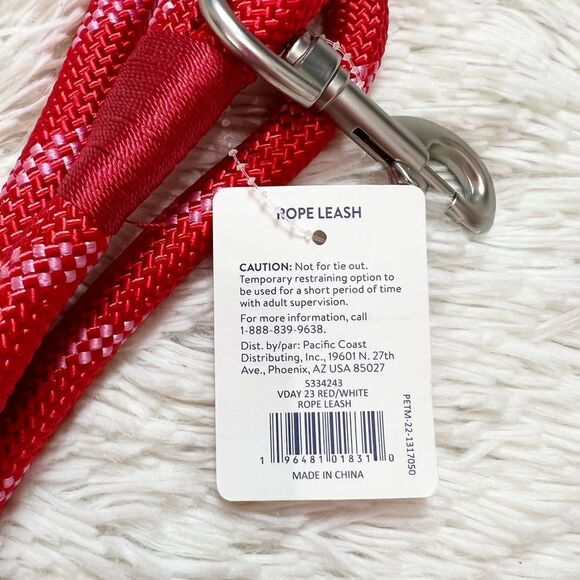 ROPE LEASH
CAUTION: Not for tie out.
Temporary restraining option to
be used for a short period of time
with adult supervision.
For more information, call
1-888-839-9638.
Dist. by/par: Pacific Coast
Distributing, Inc., 19601 N. 27th
Ave., Phoenix, AZ USA 85027
5334243
VDAY 23 RED/WHITE
ROPE LEASH
1 96481 01831 0
MADE IN CHINA
PETM-22-1317050